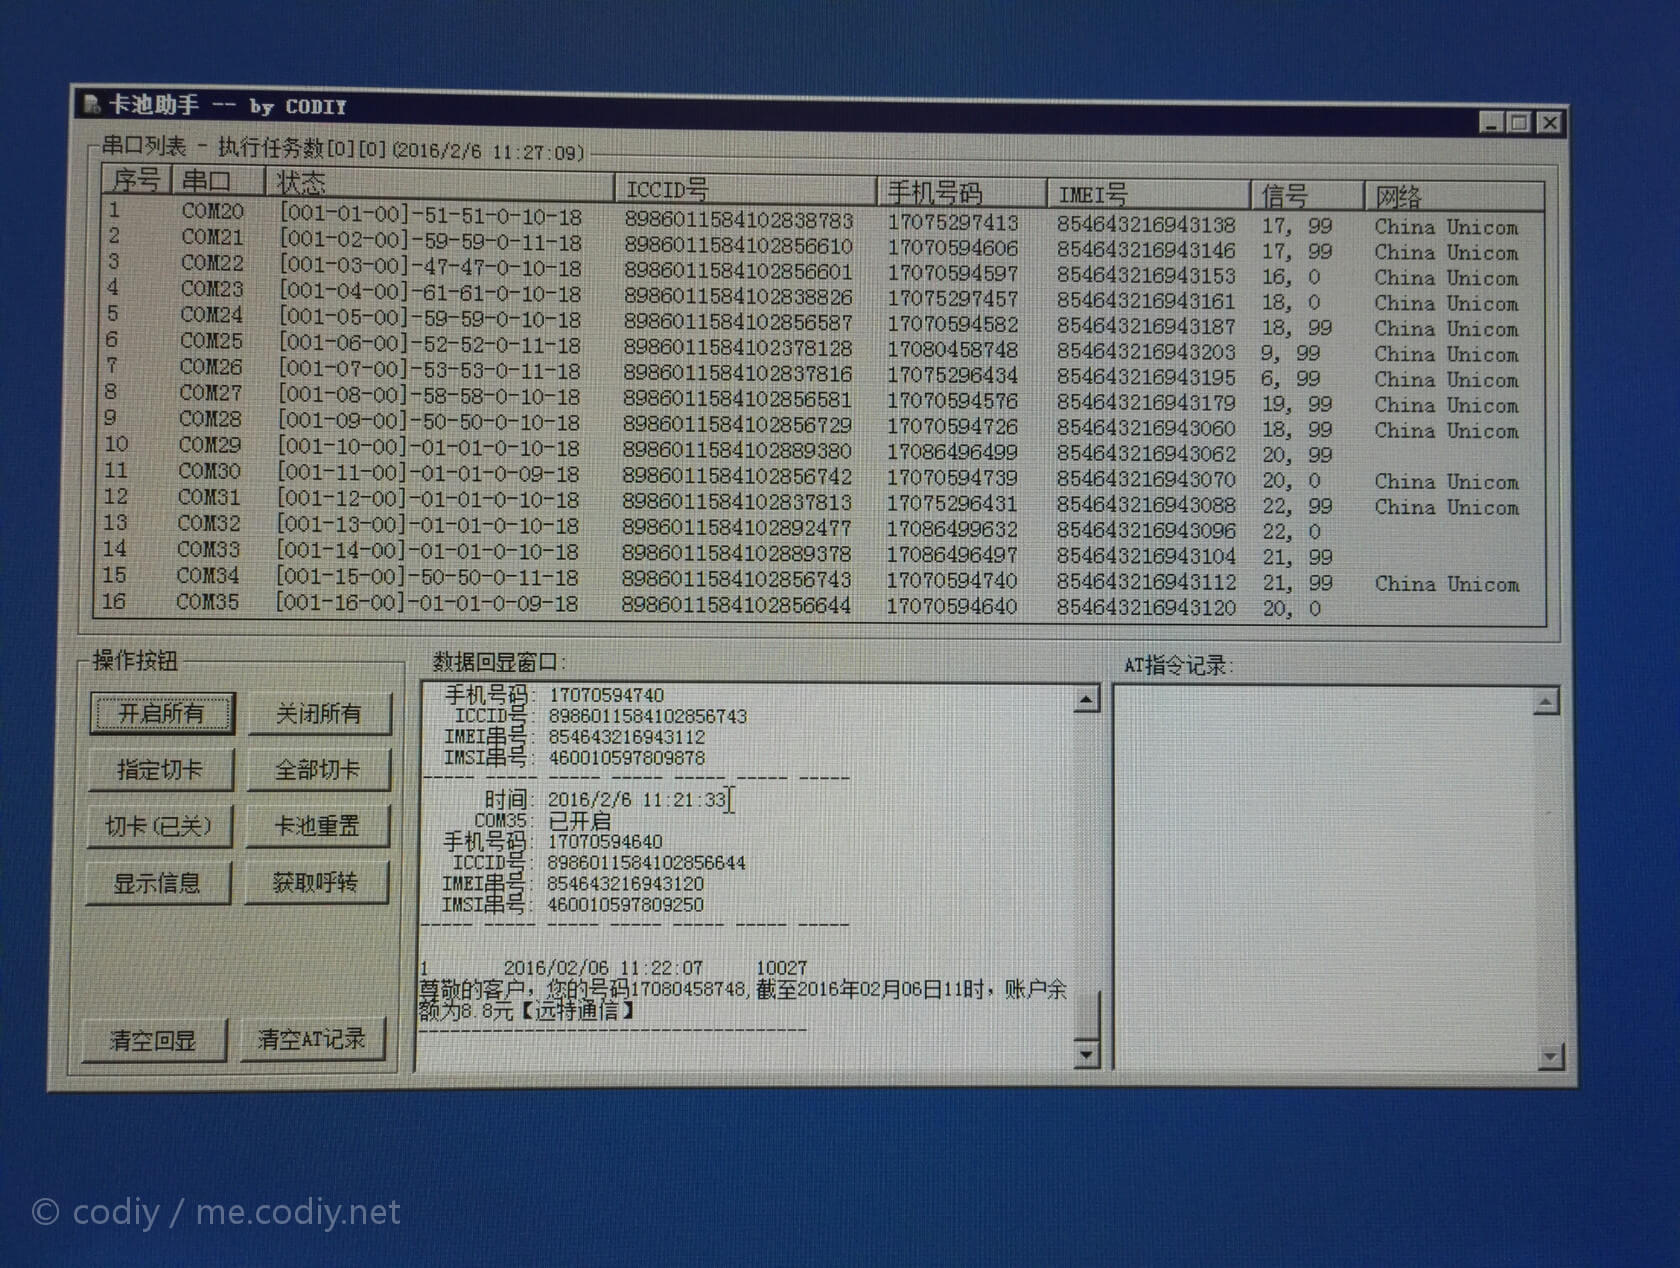 卡池助手 -- by CODIY
串口列表 - 执行任务数[0][0](2016/2/6 11:27:09)
序号 串口 状态 ICCID号 手机号码 IMEI号 信号 网络
1 COM20 [001-01-00]-51-51-0-10-18 8986011584102838783 17075297413 854643216943138 17, 99 China Unicom
2 COM21 [001-02-00]-59-59-0-11-18 8986011584102856610 17070594606 854643216943146 17, 99 China Unicom
3 COM22 [001-03-00]-47-47-0-10-18 8986011584102856601 17070594597 854643216943153 16, 0 China Unicom
4 COM23 [001-04-00]-61-61-0-10-18 8986011584102838826 17075297457 854643216943161 18, 0 China Unicom
5 COM24 [001-05-00]-59-59-0-10-18 8986011584102856587 17070594582 854643216943187 18, 99 China Unicom
6 COM25 [001-06-00]-52-52-0-11-18 8986011584102378128 17080458748 854643216943203 9, 99 China Unicom
7 COM26 [001-07-00]-53-53-0-11-18 8986011584102837816 17075296434 854643216943195 6, 99 China Unicom
8 COM27 [001-08-00]-58-58-0-10-18 8986011584102856581 17070594576 854643216943179 19, 99 China Unicom
9 COM28 [001-09-00]-50-50-0-10-18 8986011584102856729 17070594726 854643216943060 18, 99 China Unicom
10 COM29 [001-10-00]-01-01-0-10-18 8986011584102889380 17086496499 854643216943062 20, 99
11 COM30 [001-11-00]-01-01-0-09-18 8986011584102856742 17070594739 854643216943070 20, 0 China Unicom
12 COM31 [001-12-00]-01-01-0-10-18 8986011584102837813 17075296431 854643216943088 22, 99 China Unicom
13 COM32 [001-13-00]-01-01-0-10-18 8986011584102892477 17086499632 854643216943096 22, 0
14 COM33 [001-14-00]-01-01-0-10-18 8986011584102889378 17086496497 854643216943104 21, 99
15 COM34 [001-15-00]-50-50-0-11-18 8986011584102856743 17070594740 854643216943112 21, 99 China Unicom
16 COM35 [001-16-00]-01-01-0-09-18 8986011584102856644 17070594640 854643216943120 20, 0
操作按钮
开启所有 关闭所有
指定切卡 全部切卡
切卡(已关) 卡池重置
显示信息 获取呼转
清空回显 清空AT记录
数据回显窗口:
手机号码: 17070594740
ICCID号: 8986011584102856743
IMEI串号: 854643216943112
IMSI串号: 460010597809878
----- ----- ----- ----- ----- ----- -----
时间: 2016/2/6 11:21:33
COM35: 已开启
手机号码: 17070594640
ICCID号: 8986011584102856644
IMEI串号: 854643216943120
IMSI串号: 460010597809250
----- ----- ----- ----- ----- ----- -----
1 2016/02/06 11:22:07 10027
尊敬的客户，您的号码17080458748,截至2016年02月06日11时，账户余
额为8.8元【远特通信】
-------------------------------------
AT指令记录:
© codiy / me.codiy.net